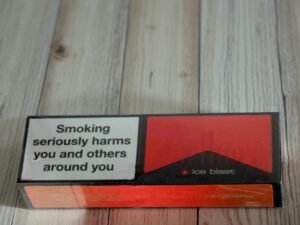 Smoking
seriously harms
you and others
around you
ice blast